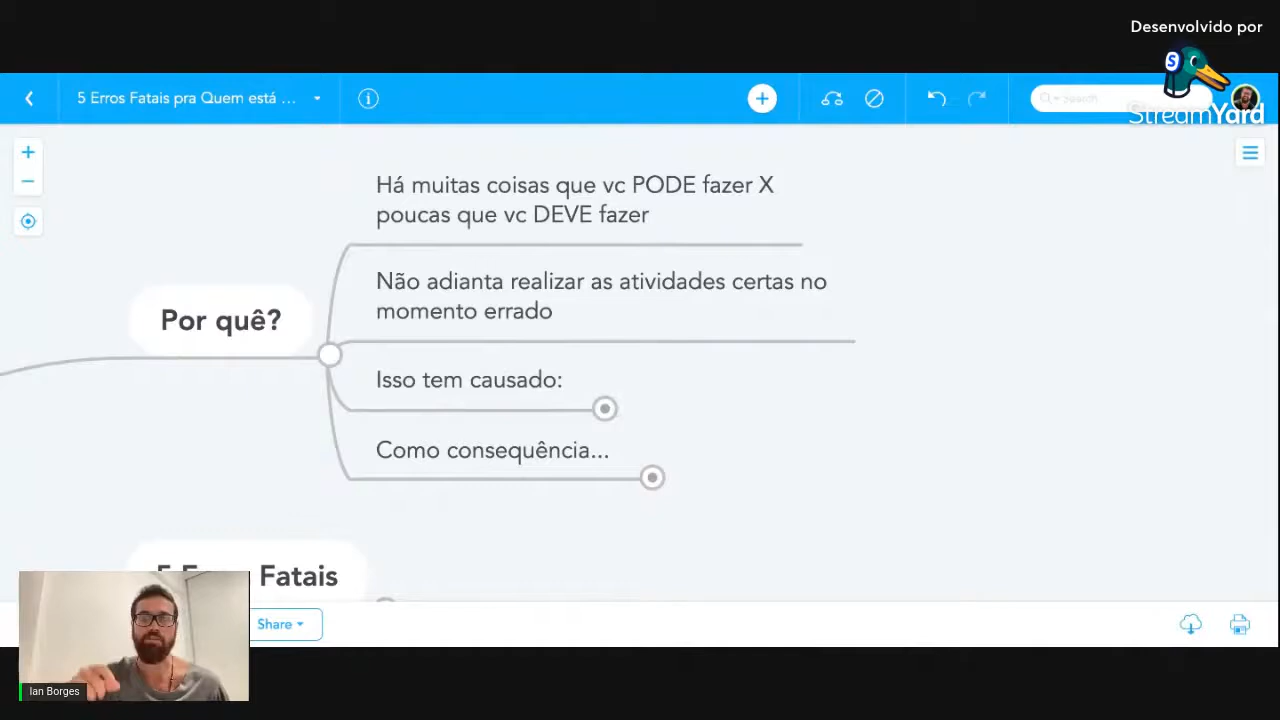 Desenvolvido por
StreamYard
5 Erros Fatais pra Quem está ...
Search
Há muitas coisas que vc PODE fazer X
poucas que vc DEVE fazer
Não adianta realizar as atividades certas no
momento errado
Por quê?
Isso tem causado:
Como consequência...
Fatais
Share
Ian Borges